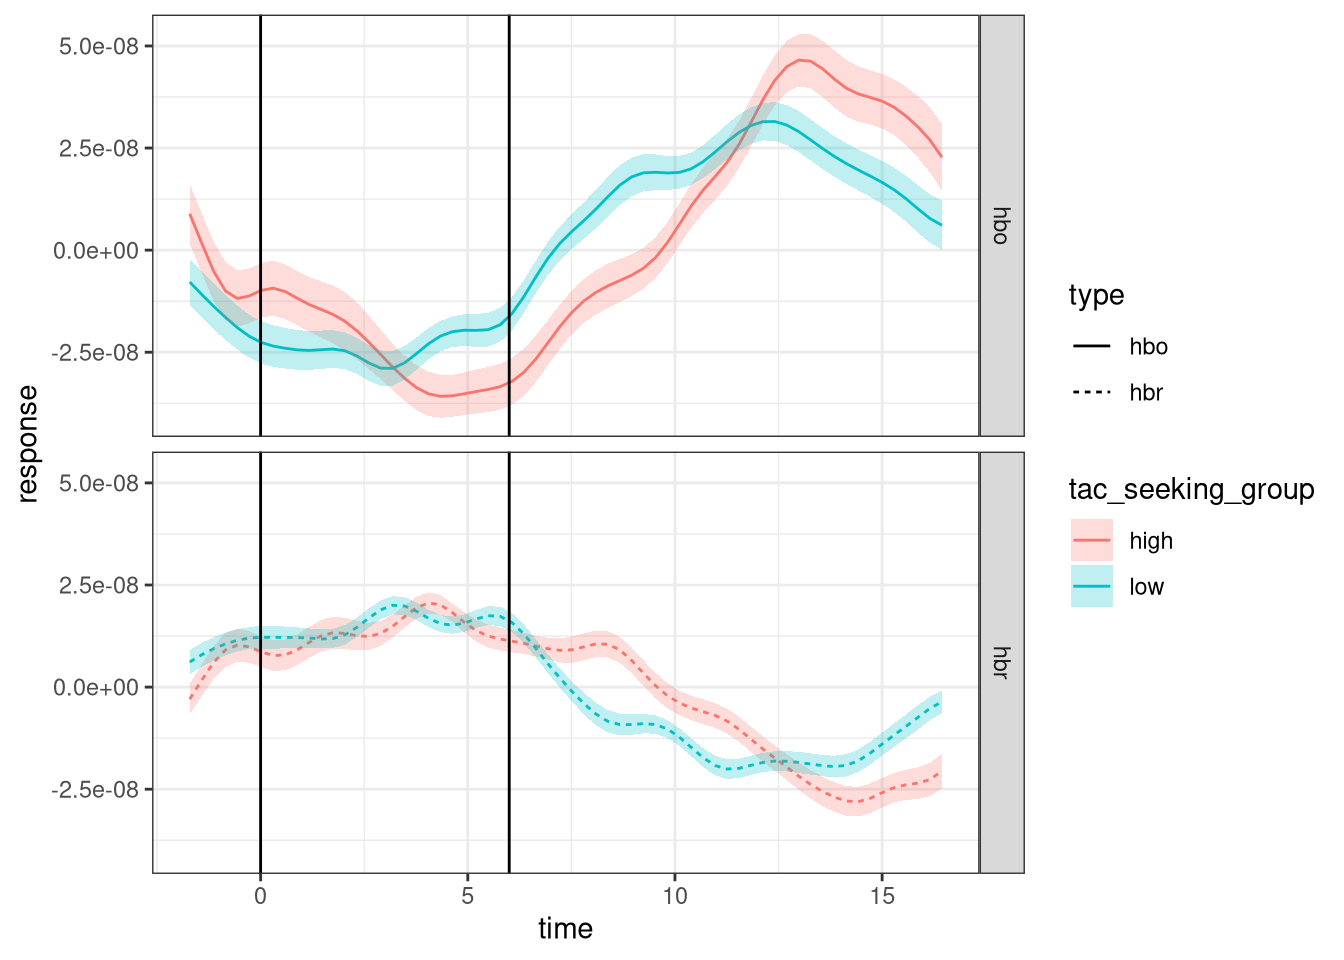 5.0e-08
2.5e-08
0.0e+00
-2.5e-08
hbo
5.0e-08
2.5e-08
0.0e+00
-2.5e-08
hbr
response
0 5 10 15
time
type
hbo
hbr
tac_seeking_group
high
low